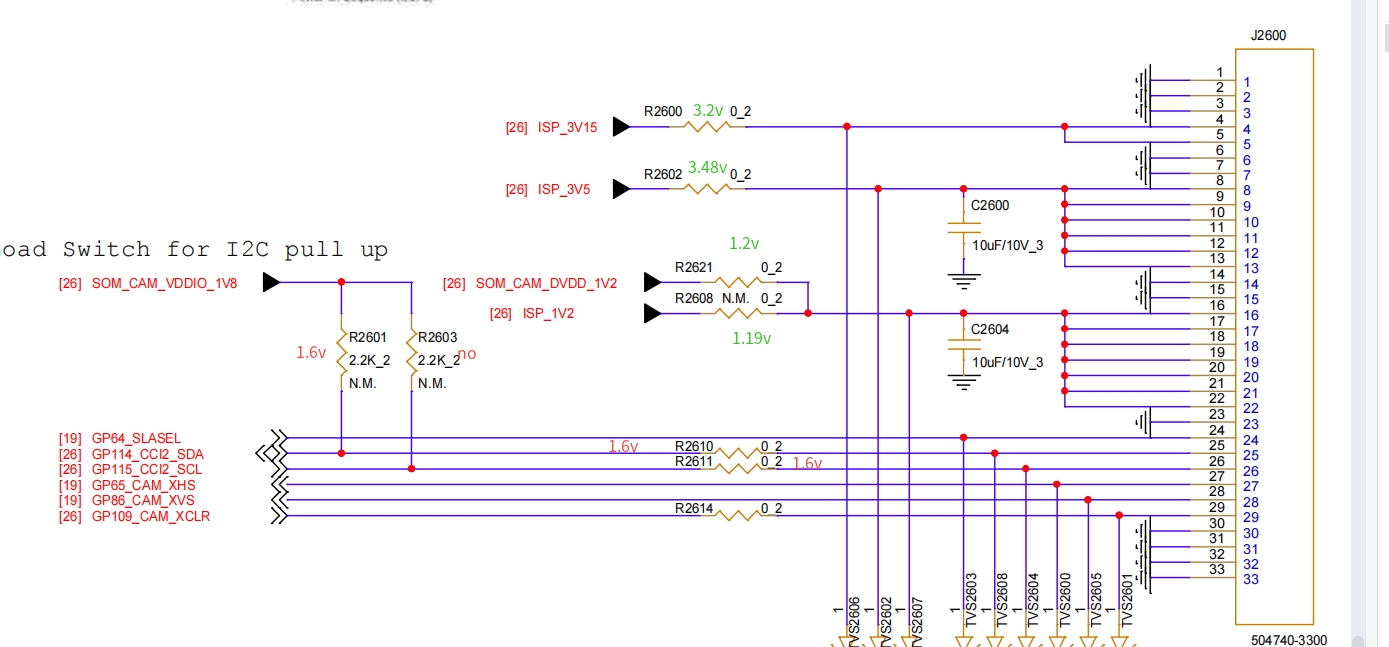 J2600
R2600 3.2v 0_2
[26] ISP_3V15
R2602 3.48v 0_2
[26] ISP_3V5
C2600
10uF/10V_3
oad Switch for I2C pull up
1.2v
[26] SOM_CAM_VDDIO_1V8
[26] SOM_CAM_DVDD_1V2
R2621 0_2
R2608 N.M. 0_2
[26] ISP_1V2
1.19v
C2604
10uF/10V_3
1.6v
R2601
2.2K_2
N.M.
R2603
2.2K_2
no
N.M.
[19] GP64_SLASEL
[26] GP114_CCI2_SDA
[26] GP115_CCI2_SCL
[19] GP65_CAM_XHS
[19] GP86_CAM_XVS
[26] GP109_CAM_XCLR
1.6v
R2610 0_2
R2611 0_2
1.6v
R2614 0_2
1 1
2 2
3 3
4 4
5 5
6 6
7 7
8 8
9 9
10 10
11 11
12 12
13 13
14 14
15 15
16 16
17 17
18 18
19 19
20 20
21 21
22 22
23 23
24 24
25 25
26 26
27 27
28 28
29 29
30 30
31 31
32 32
33 33
1 TVS2606
1 TVS2602
1 TVS2607
1 TVS2603
1 TVS2608
1 TVS2604
1 TVS2600
1 TVS2605
1 TVS2601
504740-3300